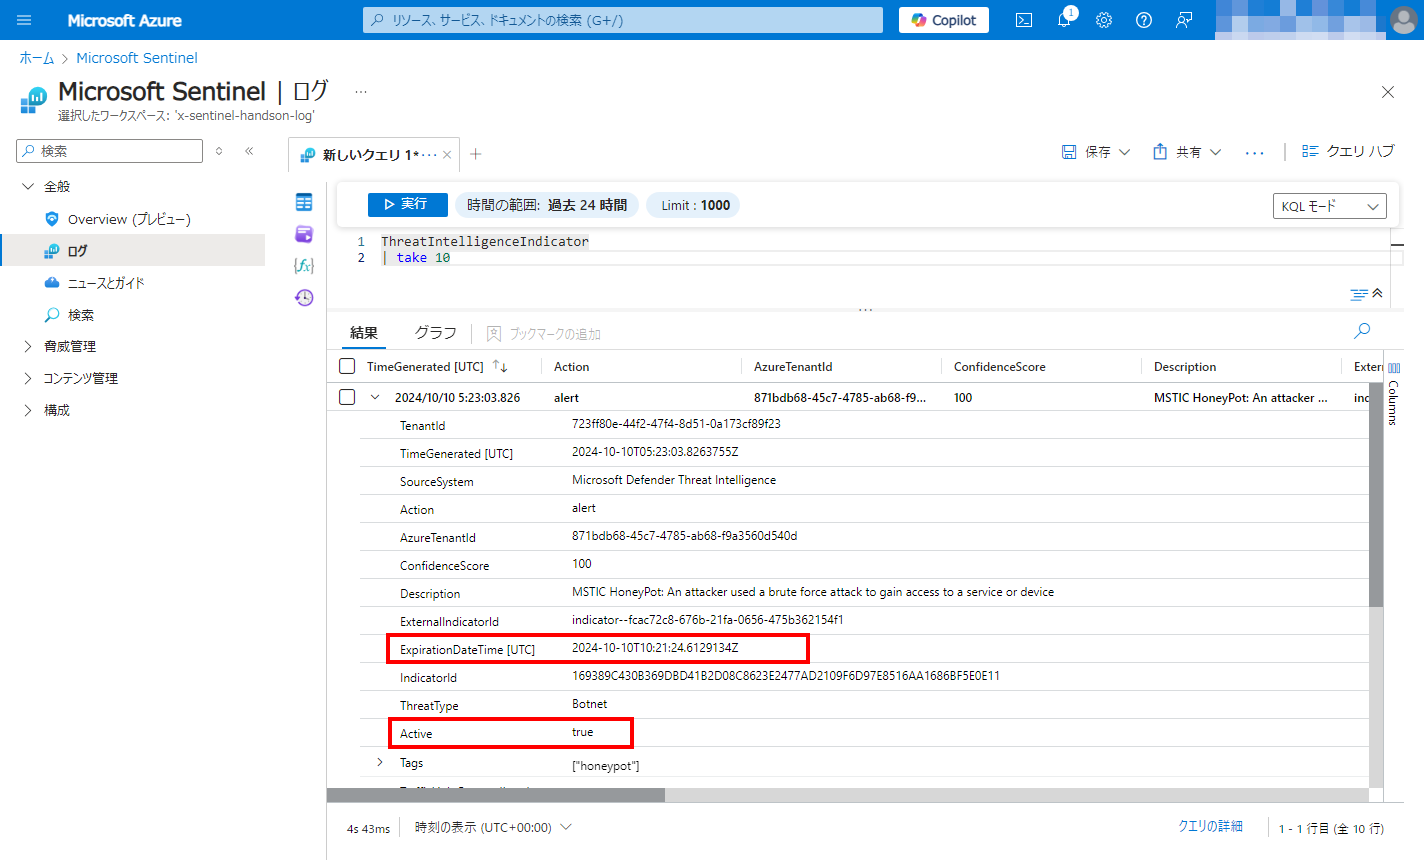 Microsoft Azure
リソース、サービス、ドキュメントの検索 (G+/)
Copilot
1
ホーム > Microsoft Sentinel
Microsoft Sentinel | ログ ...
選択したワークスペース: 'x-sentinel-handson-log'
検索
全般
Overview (プレビュー)
ログ
ニュースとガイド
検索
脅威管理
コンテンツ管理
構成
新しいクエリ 1*...
保存
共有
クエリ ハブ
実行
時間の範囲: 過去 24 時間
Limit : 1000
KQL モード
1 ThreatIntelligenceIndicator
2 | take 10
結果
グラフ
ブックマークの追加
TimeGenerated [UTC] Action AzureTenantId ConfidenceScore Description Exter
Columns
2024/10/10 5:23:03.826 alert 871bdb68-45c7-4785-ab68-f9... 100 MSTIC HoneyPot: An attacker ... inc
TenantId 723ff80e-44f2-47f4-8d51-0a173cf89f23
TimeGenerated [UTC] 2024-10-10T05:23:03.8263755Z
SourceSystem Microsoft Defender Threat Intelligence
Action alert
AzureTenantId 871bdb68-45c7-4785-ab68-f9a3560d540d
ConfidenceScore 100
Description MSTIC HoneyPot: An attacker used a brute force attack to gain access to a service or device
ExternalIndicatorId indicator--fcac72c8-676b-21fa-0656-475b362154f1
ExpirationDateTime [UTC] 2024-10-10T10:21:24.6129134Z
IndicatorId 169389C430B369DBD41B2D08C8623E2477AD2109F6D97E8516AA1686BF5E0E11
ThreatType Botnet
Active true
Tags ["honeypot"]
4s 43ms
時刻の表示 (UTC+00:00)
クエリの詳細
1 - 1 行目 (全 10 行)